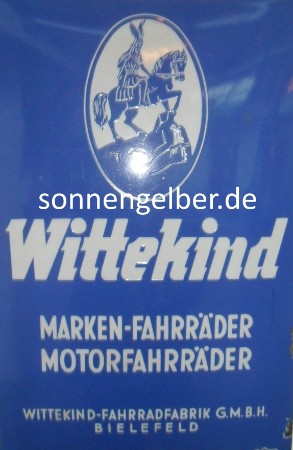 sonnengelber.de
Wittekind
MARKEN-FAHRRÄDER
MOTORFAHRRÄDER
WITTEKIND-FAHRRADFABRIK G.M.B.H.
BIELEFELD